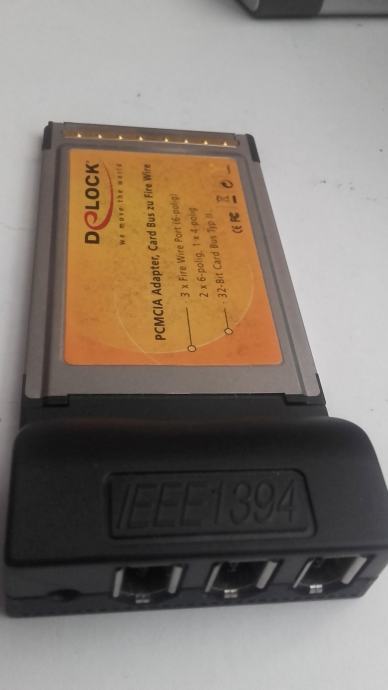 DeLOCK
we move the world
PCMCIA Adapter, Card Bus zu Fire Wire
3 x Fire Wire Port (6-polig)
2 x 6-polig, 1 x 4 polig
32-Bit Card Bus Typ II.
CE FC
IEEE1394